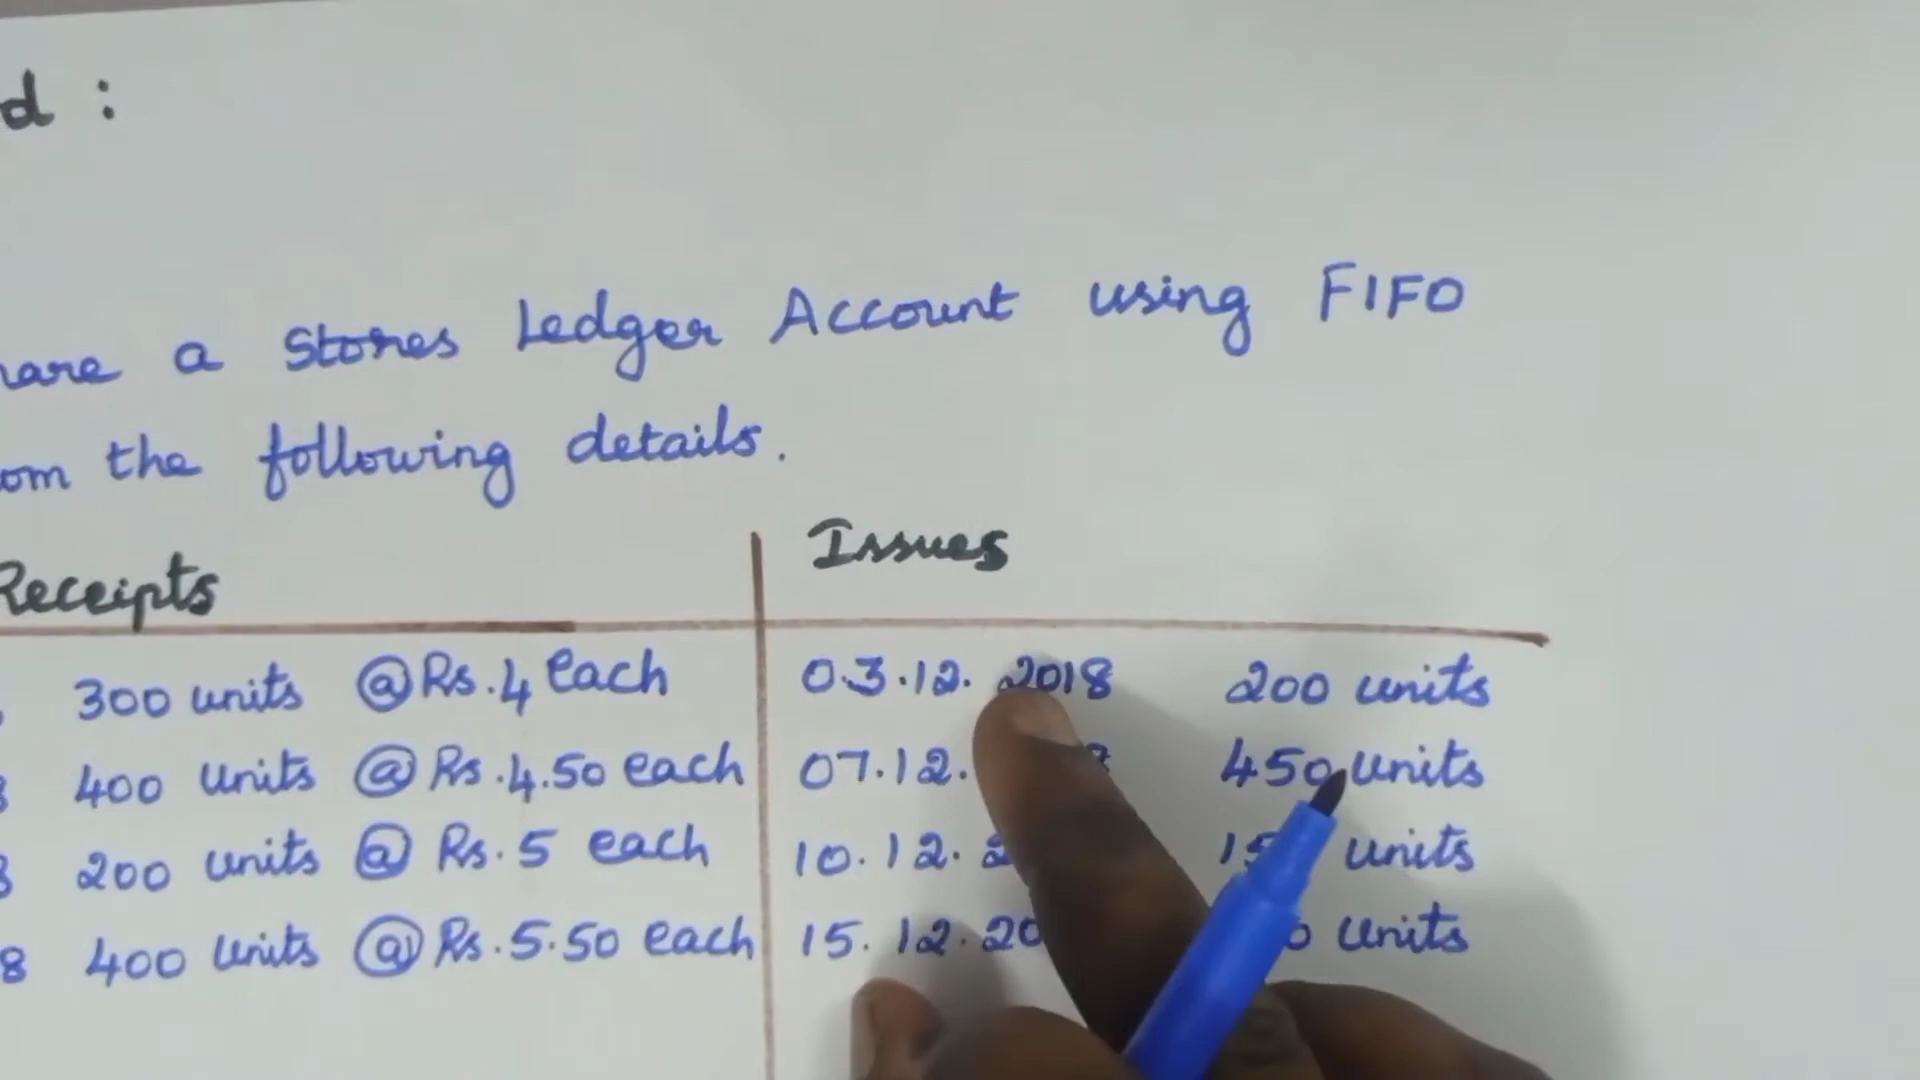 d :
a Stores Ledger Account using FIFO
the following details.
Receipts Issues
300 units @ Rs.4 each 03.12.2018 200 units
400 units @ Rs.4.50 each 07.12. 450 units
200 units @ Rs.5 each 10.12. units
8 400 units @ Rs.5.50 each 15.12.20 units